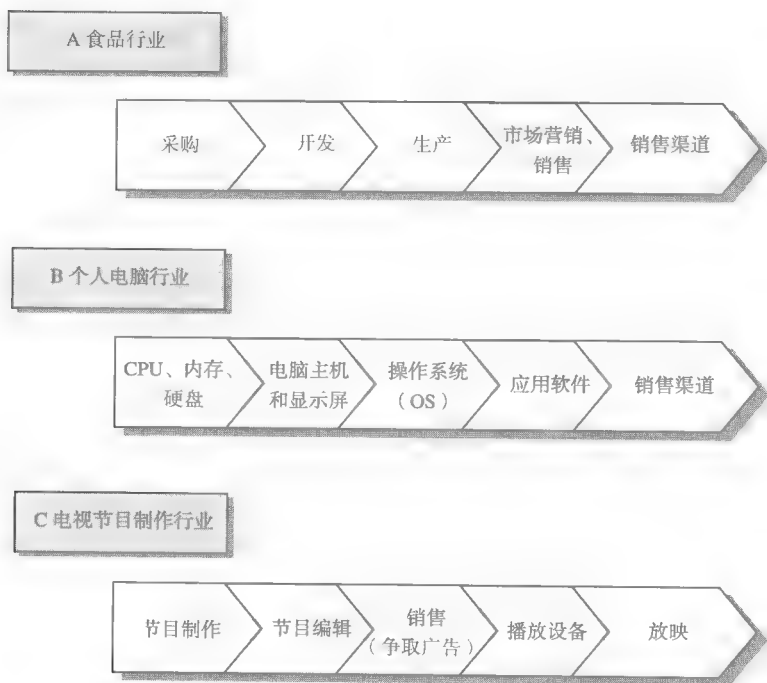 A 食品行业
采购
开发
生产
市场营销、
销售
销售渠道
B 个人电脑行业
CPU、内存、
硬盘
电脑主机
和显示屏
操作系统
（OS）
应用软件
销售渠道
C 电视节目制作行业
节目制作
节目编辑
销售
（争取广告）
播放设备
放映